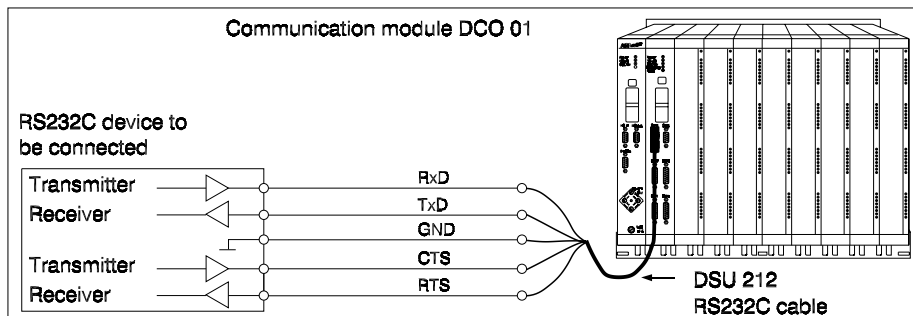 Communication module DCO 01
RS232C device to
be connected
Transmitter
Receiver
Transmitter
Receiver
RxD
TxD
GND
CTS
RTS
DSU 212
RS232C cable